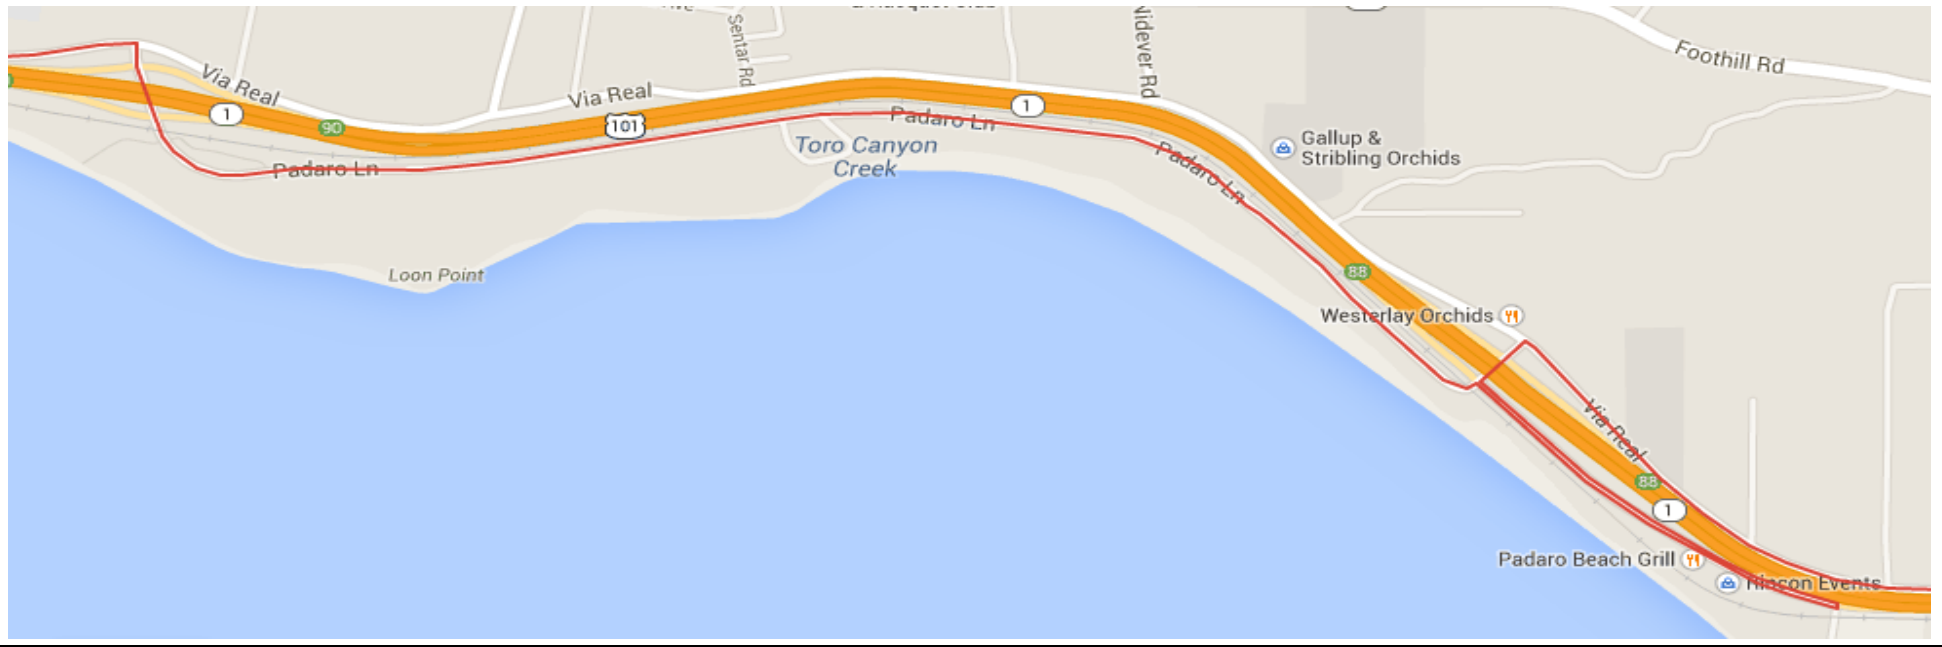 Sentar Rd
Nidever Rd
Foothill Rd
Via Real
1
90
Via Real
101
1
Padaro Ln
Padaro Ln
Toro Canyon
Creek
Padaro Ln
Gallup &
Stribling Orchids
Loon Point
88
Westerlay Orchids
Via Real
88
1
Padaro Beach Grill
Rincon Events